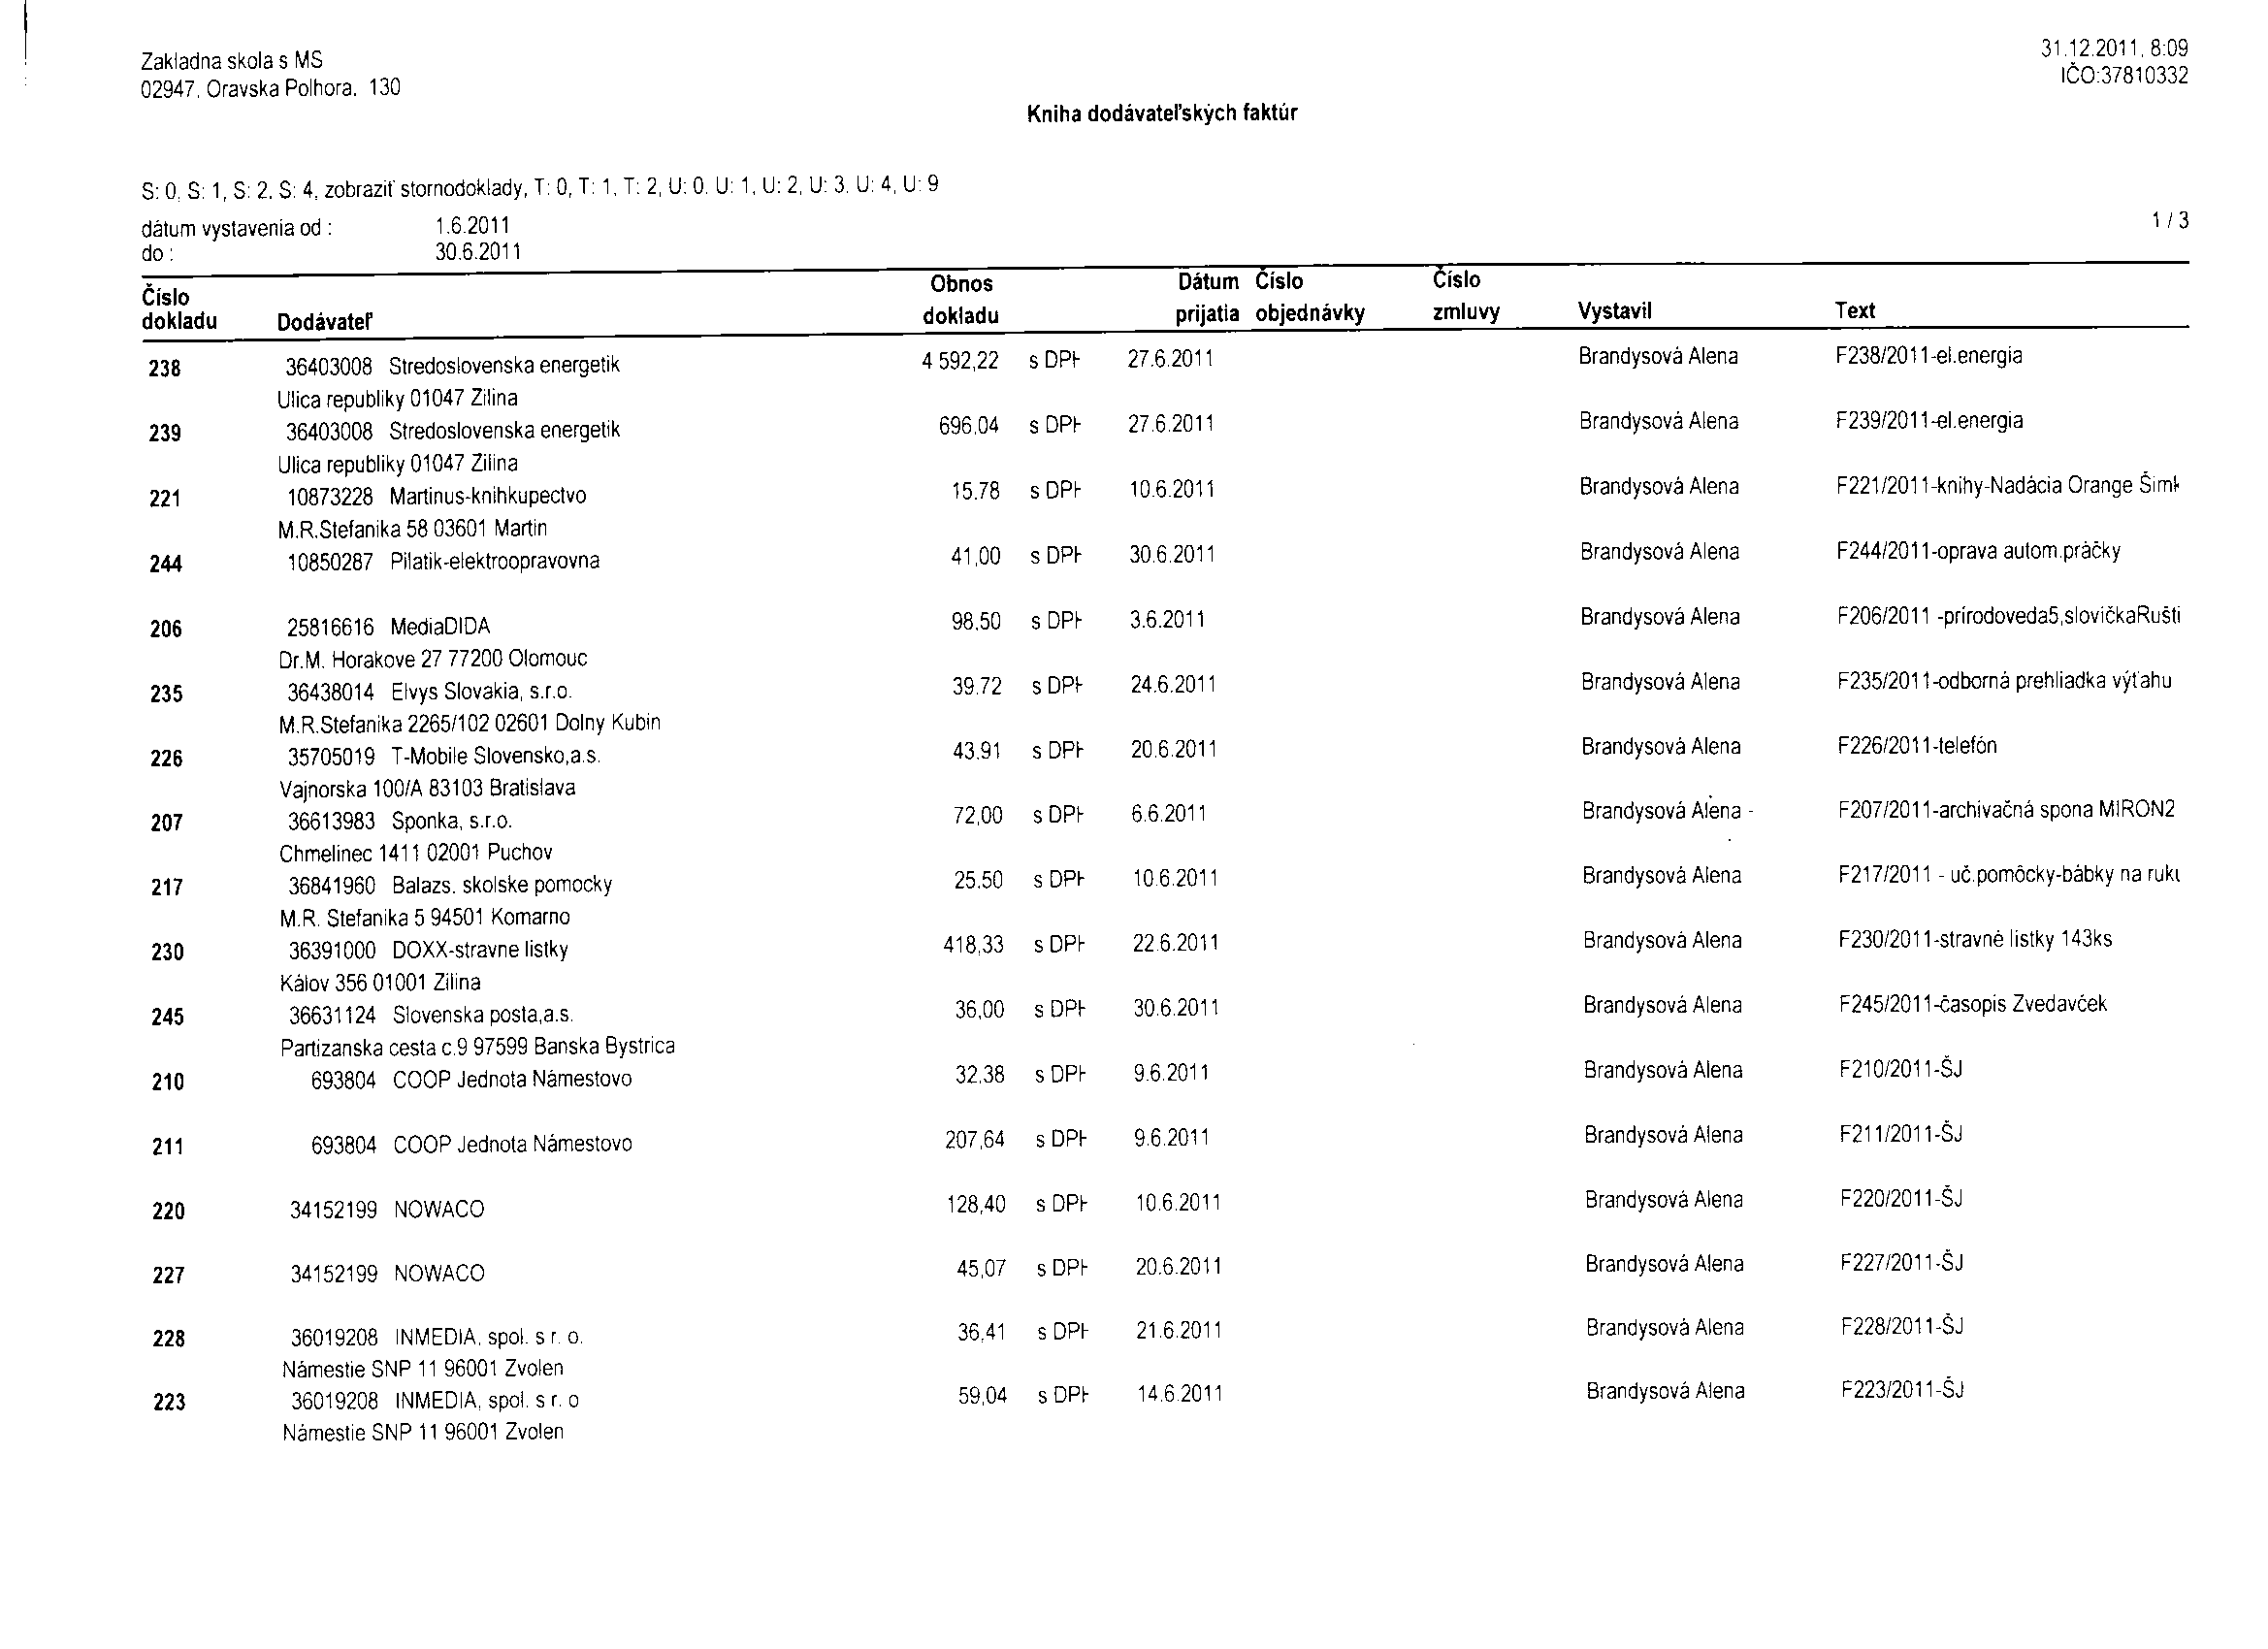 Zakladna skola s MS
02947, Oravska Polhora, 130
31.12.2011, 8:09
IČO:37810332
Kniha dodávateľských faktúr
S: 0, S: 1, S: 2, S: 4, zobraziť stornodoklady, T: 0, T: 1, T: 2, U: 0, U: 1, U: 2, U: 3, U: 4, U: 9
dátum vystavenia od : 1.6.2011
do : 30.6.2011
1 / 3
Číslo dokladu Dodávateľ Obnos dokladu Dátum prijatia Číslo objednávky Číslo zmluvy Vystavil Text
238 36403008 Stredoslovenska energetik 4 592,22 s DPH 27.6.2011 Brandysová Alena F238/2011-el.energia
Ulica republiky 01047 Zilina
239 36403008 Stredoslovenska energetik 696,04 s DPH 27.6.2011 Brandysová Alena F239/2011-el.energia
Ulica republiky 01047 Zilina
221 10873228 Martinus-knihkupectvo 15,78 s DPH 10.6.2011 Brandysová Alena F221/2011-knihy-Nadácia Orange
M.R.Stefanika 58 03601 Martin
244 10850287 Pilatik-elektroopravovna 41,00 s DPH 30.6.2011 Brandysová Alena F244/2011-oprava autom.práčky
206 25816616 MediaDIDA 98,50 s DPH 3.6.2011 Brandysová Alena F206/2011 -prírodoveda5,slovíčkaRušti
Dr.M. Horakove 27 77200 Olomouc
235 36438014 Elvys Slovakia, s.r.o. 39,72 s DPH 24.6.2011 Brandysová Alena F235/2011-odborná prehliadka výťahu
M.R.Stefanika 2265/102 02601 Dolny Kubin
226 35705019 T-Mobile Slovensko,a.s. 43,91 s DPH 20.6.2011 Brandysová Alena F226/2011-telefón
Vajnorska 100/A 83103 Bratislava
207 36613983 Sponka, s.r.o. 72,00 s DPH 6.6.2011 Brandysová Alena F207/2011-archivačná spona MIRON2
Chmelinec 1411 02001 Puchov
217 36841960 Balazs. skolske pomocky 25,50 s DPH 10.6.2011 Brandysová Alena F217/2011 - uč.pomôcky-bábky na ruku
M.R. Stefanika 5 94501 Komarno
230 36391000 DOXX-stravne listky 418,33 s DPH 22.6.2011 Brandysová Alena F230/2011-stravné lístky 143ks
Kálov 356 01001 Zilina
245 36631124 Slovenska posta,a.s. 36,00 s DPH 30.6.2011 Brandysová Alena F245/2011-časopis Zvedavček
Partizanska cesta c.9 97599 Banska Bystrica
210 693804 COOP Jednota Námestovo 32,38 s DPH 9.6.2011 Brandysová Alena F210/2011-ŠJ
211 693804 COOP Jednota Námestovo 207,64 s DPH 9.6.2011 Brandysová Alena F211/2011-ŠJ
220 34152199 NOWACO 128,40 s DPH 10.6.2011 Brandysová Alena F220/2011-ŠJ
227 34152199 NOWACO 45,07 s DPH 20.6.2011 Brandysová Alena F227/2011-ŠJ
228 36019208 INMEDIA, spol. s r. o. 36,41 s DPH 21.6.2011 Brandysová Alena F228/2011-ŠJ
Námestie SNP 11 96001 Zvolen
223 36019208 INMEDIA, spol. s r. o 59,04 s DPH 14.6.2011 Brandysová Alena F223/2011-ŠJ
Námestie SNP 11 96001 Zvolen